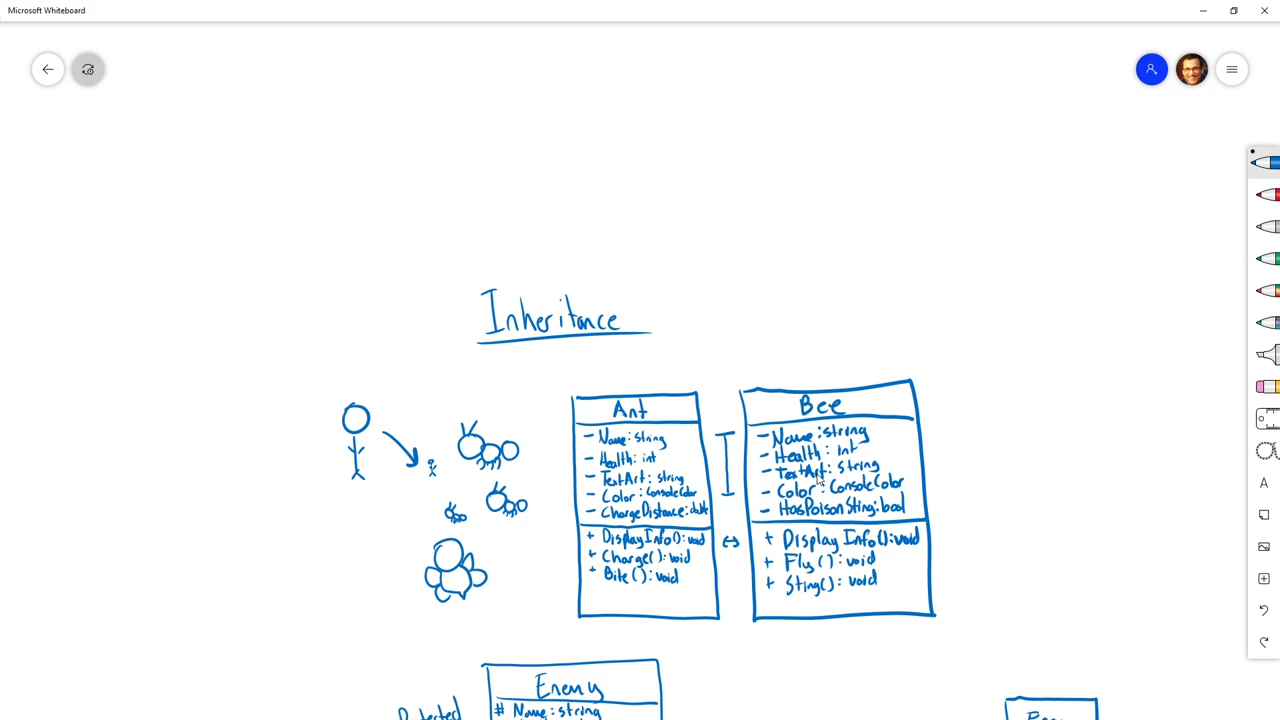 Microsoft Whiteboard
Inheritance
Ant
- Name: string
- Health: int
- TextArt: string
- Color: ConsoleColor
- ChargeDistance: double
+ DisplayInfo(): void
+ Charge(): void
+ Bite(): void
Bee
- Name: string
- Health: int
- TextArt: string
- Color: ConsoleColor
- HasPoisonSting: bool
+ Display Info(): void
+ Fly(): void
+ Sting(): void
Enemy
# Name: string
A